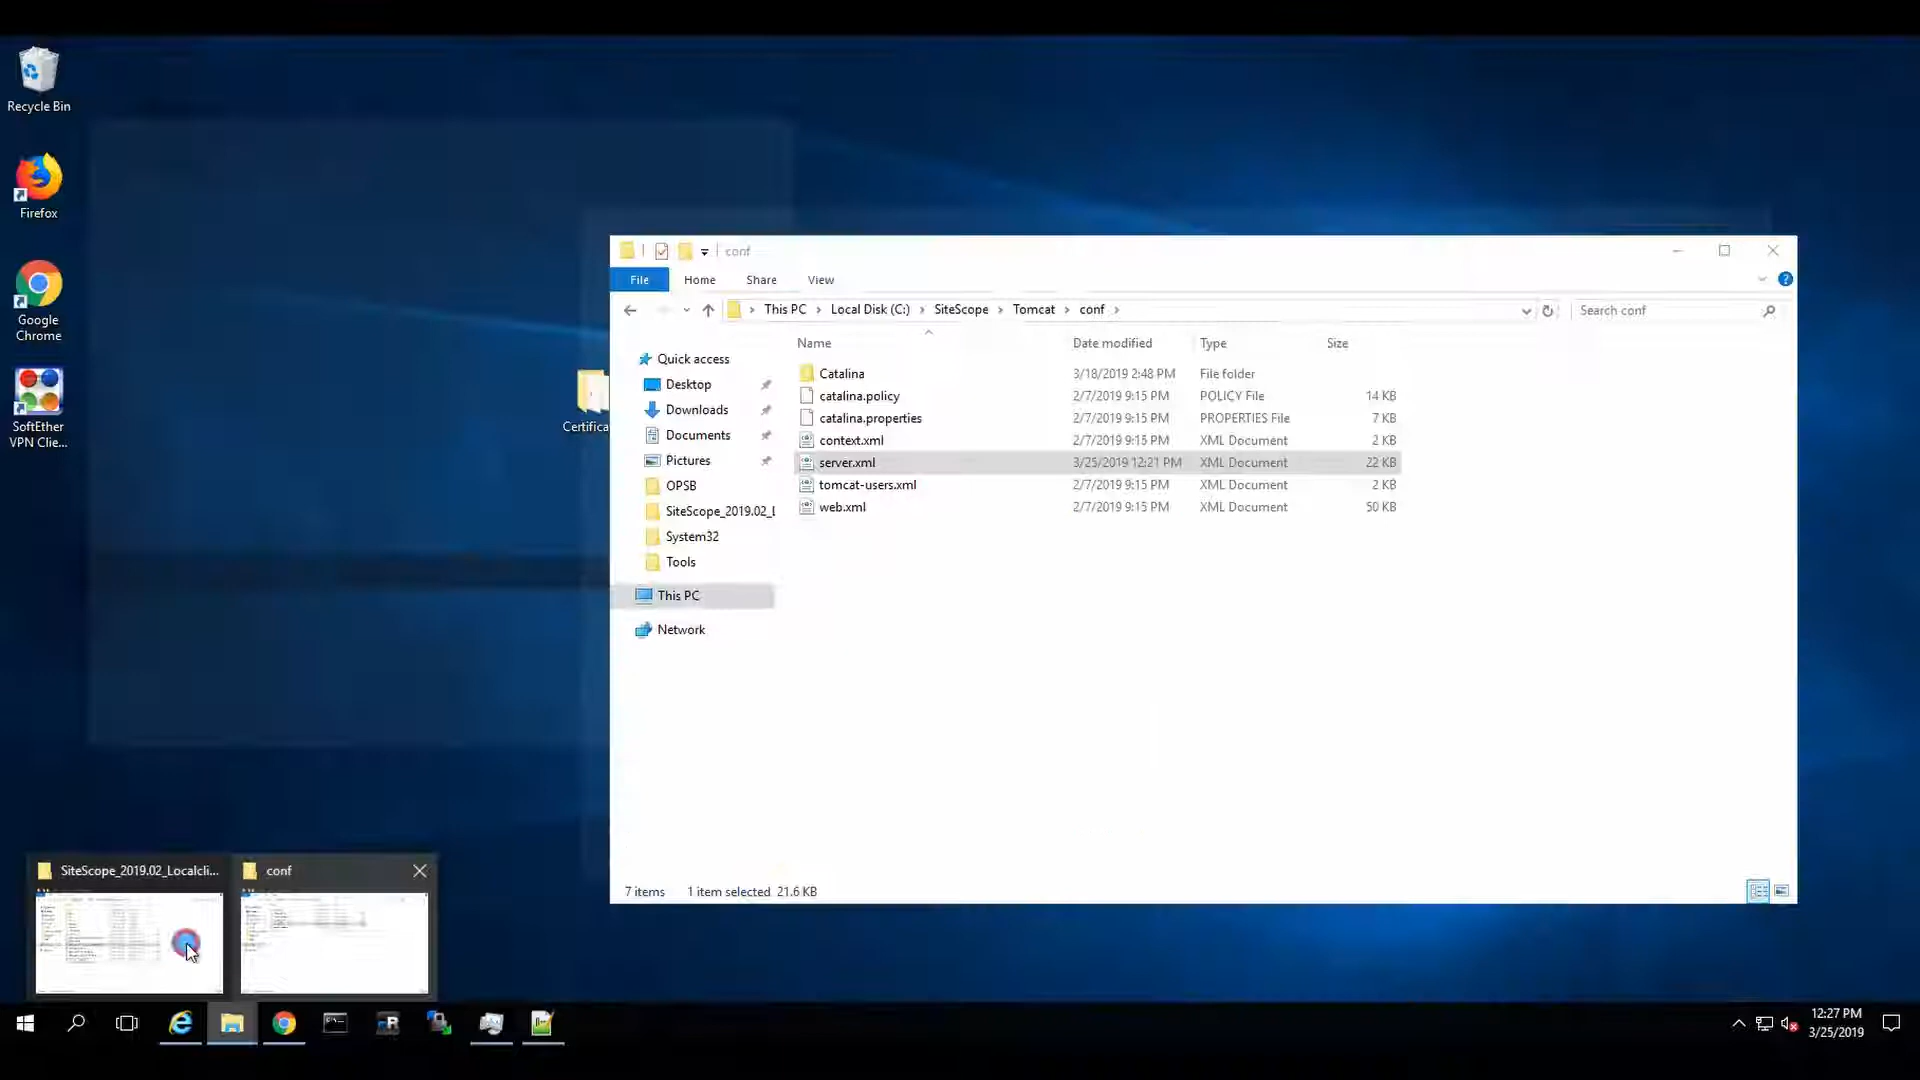 Recycle Bin
Firefox
Google
Chrome
SoftEther
VPN Clie...
Certifica
conf
File
Home
Share
View
This PC
Local Disk (C:)
SiteScope
Tomcat
conf
Search conf
Name
Date modified
Type
Size
Quick access
Desktop
Downloads
Documents
Pictures
OPSB
SiteScope_2019.02_L
System32
Tools
This PC
Network
Catalina 3/18/2019 2:48 PM File folder
catalina.policy 2/7/2019 9:15 PM POLICY File 14 KB
catalina.properties 2/7/2019 9:15 PM PROPERTIES File 7 KB
context.xml 2/7/2019 9:15 PM XML Document 2 KB
server.xml 3/25/2019 12:21 PM XML Document 22 KB
tomcat-users.xml 2/7/2019 9:15 PM XML Document 2 KB
web.xml 2/7/2019 9:15 PM XML Document 50 KB
7 items 1 item selected 21.6 KB
SiteScope_2019.02_Localcli...
conf
12:27 PM
3/25/2019